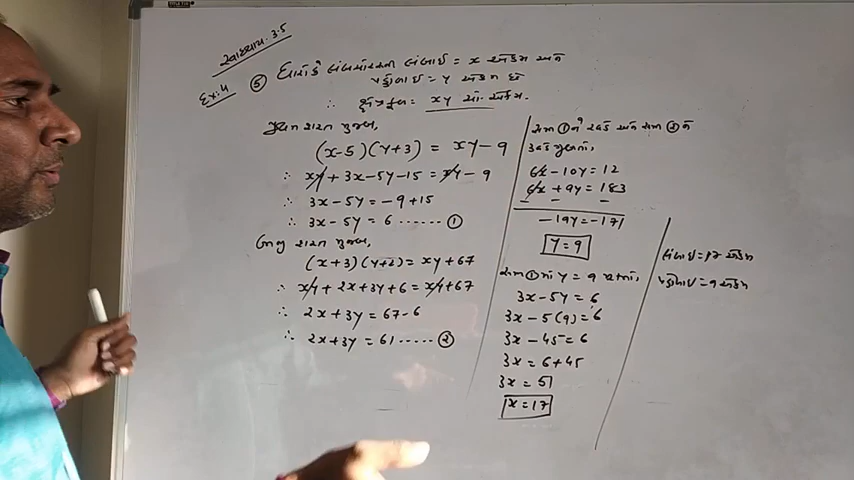 સ્વાધ્યાય 3.5
Ex:4 ⑤ ધારો કે લંબચોરસની લંબાઈ = x એકમ અને
પહોળાઈ = y એકમ છે
∴ ક્ષેત્રફળ = xy ચો. એકમ.
પ્રથમ શરત મુજબ,
(x-5)(y+3) = xy-9
∴ xy + 3x - 5y - 15 = xy - 9
∴ 3x - 5y = -9 + 15
∴ 3x - 5y = 6 ...... ①
બીજી શરત મુજબ,
(x+3)(y+2) = xy + 67
∴ xy + 2x + 3y + 6 = xy + 67
∴ 2x + 3y = 67 - 6
∴ 2x + 3y = 61 ..... ②
સમી ① ને 2 વડે અને સમી ② ને
3 વડે ગુણતાં,
6x - 10y = 12
6x + 9y = 183
- - -
-19y = -171
y = 9
સમી ① માં y = 9 મૂકતાં,
3x - 5y = 6
3x - 5(9) = 6
3x - 45 = 6
3x = 6 + 45
3x = 51
x = 17
લંબાઈ = 17 એકમ
પહોળાઈ = 9 એકમ